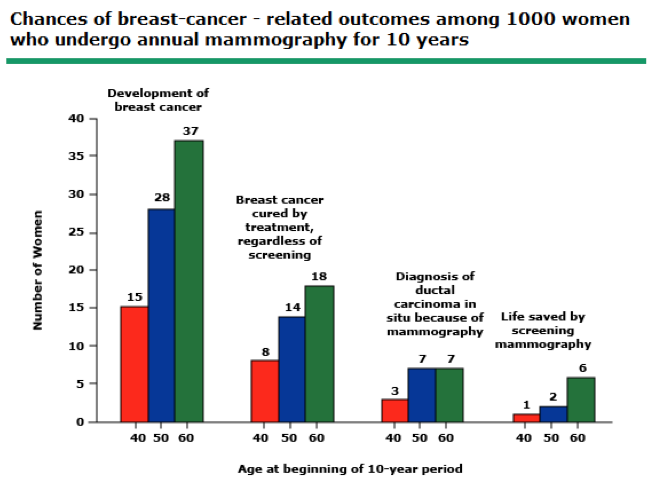 Chances of breast-cancer - related outcomes among 1000 women
who undergo annual mammography for 10 years
Development of
breast cancer
Breast cancer
cured by
treatment,
regardless of
screening
Diagnosis of
ductal
carcinoma in
situ because of
mammography
Life saved by
screening
mammography
Number of Women
40
35
30
25
20
15
10
5
0
15
28
37
8
14
18
3
7
7
1
2
6
40 50 60
40 50 60
40 50 60
40 50 60
Age at beginning of 10-year period